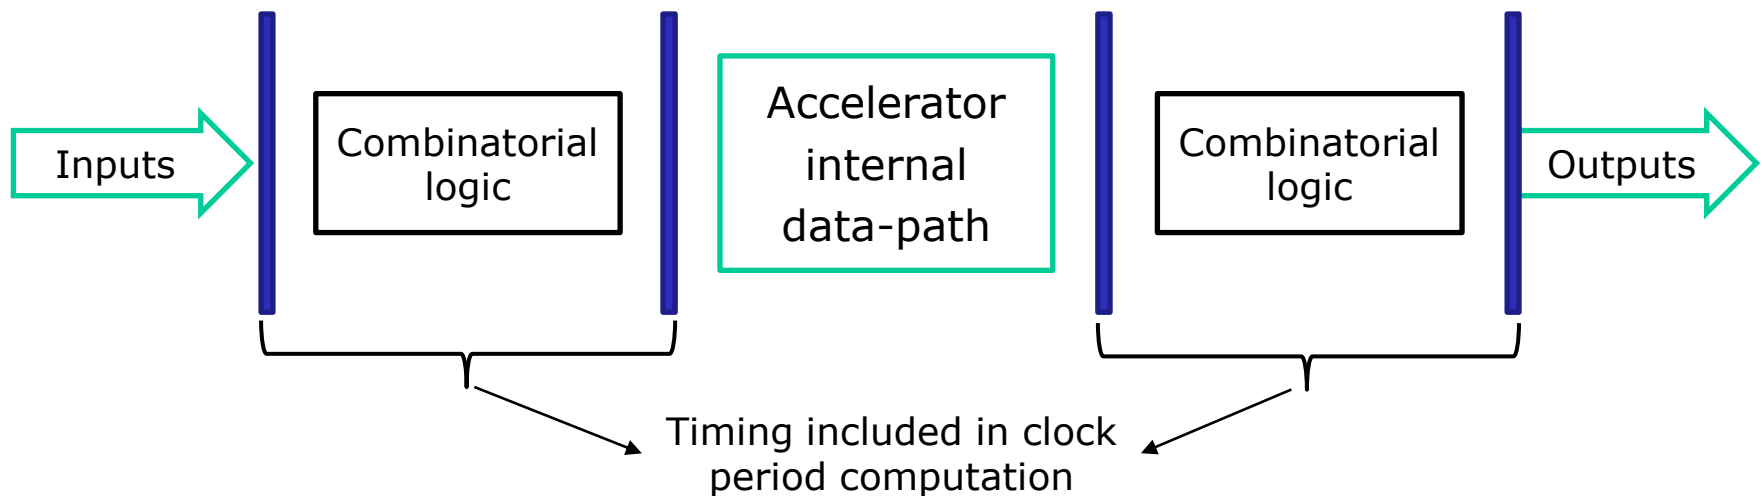 Inputs
Combinatorial
logic
Accelerator
internal
data-path
Combinatorial
logic
Outputs
Timing included in clock
period computation